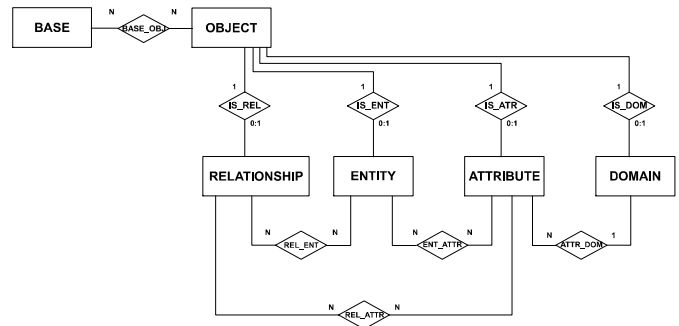 N N
BASE BASE_OBJ OBJECT
1 1 1 1
IS_REL IS_ENT IS_ATR IS_DOM
0:1 0:1 0:1 0:1
RELATIONSHIP ENTITY ATTRIBUTE DOMAIN
N N N N N 1
REL_ENT ENT_ATTR ATTR_DOM
N N
REL_ATTR